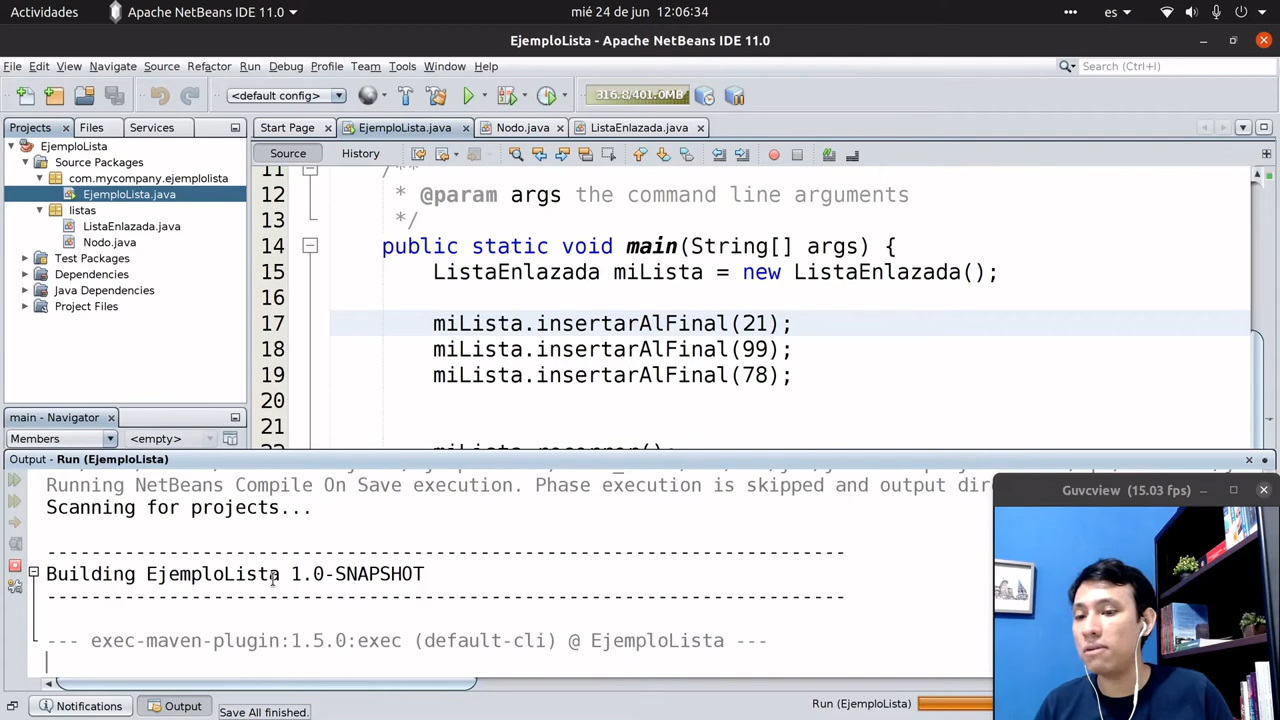 Actividades
Apache NetBeans IDE 11.0
mié 24 de jun 12:06:34
es
EjemploLista - Apache NetBeans IDE 11.0
File Edit View Navigate Source Refactor Run Debug Profile Team Tools Window Help
Search (Ctrl+I)
<default config>
316.8/401.0MB
Projects Files Services
Start Page EjemploLista.java Nodo.java ListaEnlazada.java
Source History
EjemploLista
Source Packages
com.mycompany.ejemplolista
EjemploLista.java
listas
ListaEnlazada.java
Nodo.java
Test Packages
Dependencies
Java Dependencies
Project Files
11 /**
12 * @param args the command line arguments
13 */
14 public static void main(String[] args) {
15 ListaEnlazada miLista = new ListaEnlazada();
16
17 miLista.insertarAlFinal(21);
18 miLista.insertarAlFinal(99);
19 miLista.insertarAlFinal(78);
20
21
22 miLista.recorrer();
main - Navigator
Members <empty>
Output - Run (EjemploLista)
Running NetBeans Compile On Save execution. Phase execution is skipped and output dir
Scanning for projects...
------------------------------------------------------------------------
Building EjemploLista 1.0-SNAPSHOT
------------------------------------------------------------------------
--- exec-maven-plugin:1.5.0:exec (default-cli) @ EjemploLista ---
Guvcview (15.03 fps)
Notifications Output Save All finished.
Run (EjemploLista)